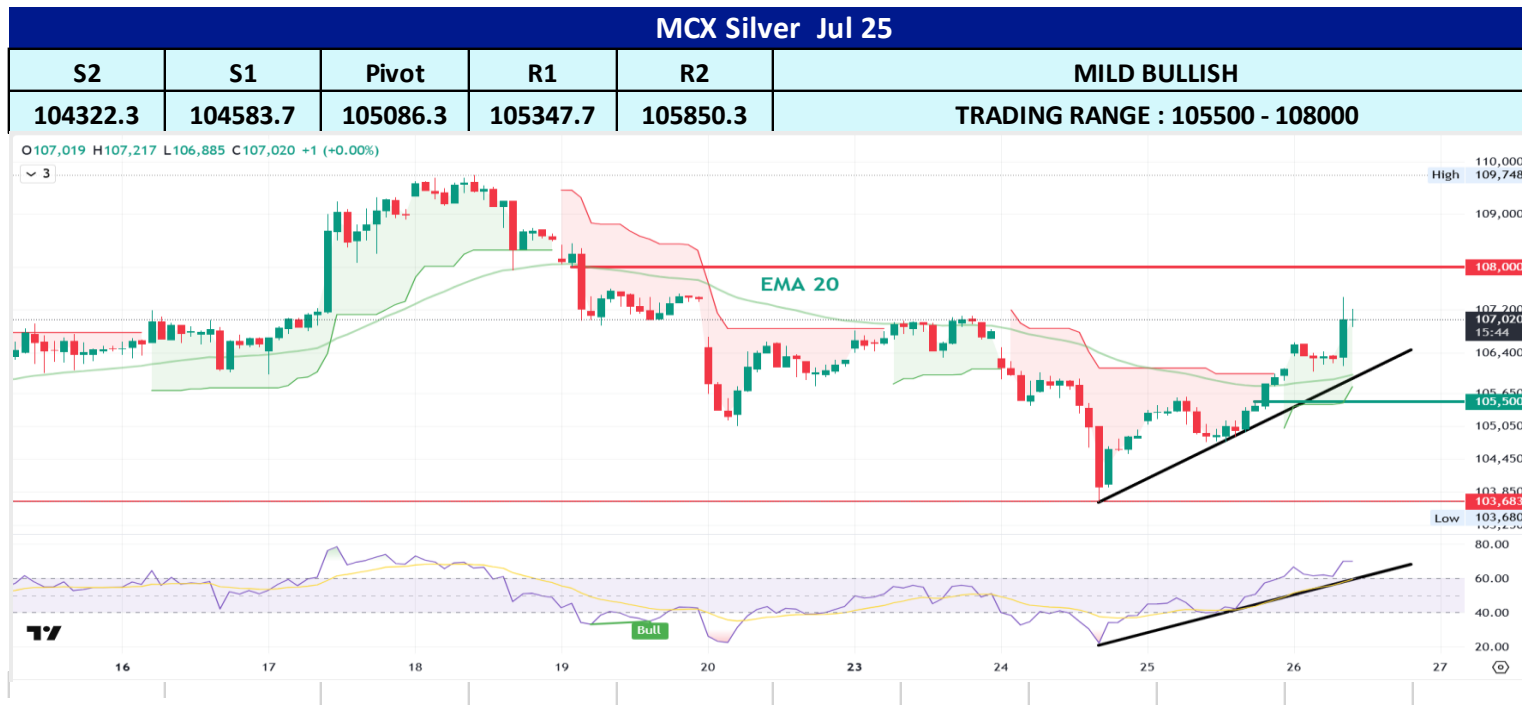 MCX Silver Jul 25
S2 S1 Pivot R1 R2 MILD BULLISH
104322.3 104583.7 105086.3 105347.7 105850.3 TRADING RANGE : 105500 - 108000
O107,019 H107,217 L106,885 C107,020 +1 (+0.00%)
3
110,000
High 109,748
109,000
108,000
EMA 20
107,200
107,020
15:44
106,400
105,650
105,500
105,050
104,450
103,850
103,683
Low 103,680
80.00
60.00
40.00
Bull
20.00
16 17 18 19 20 23 24 25 26 27